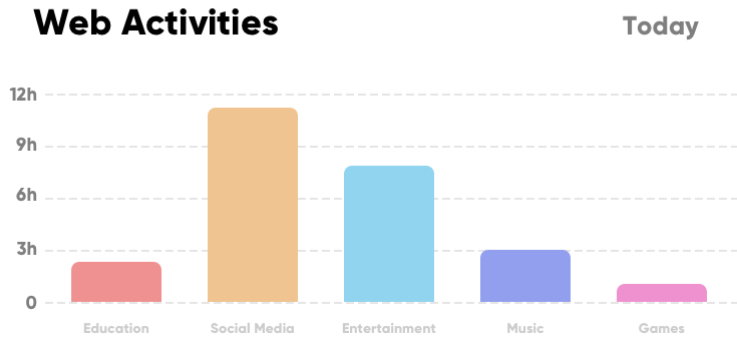 Web Activities
Today
12h
9h
6h
3h
0
Education Social Media Entertainment Music Games